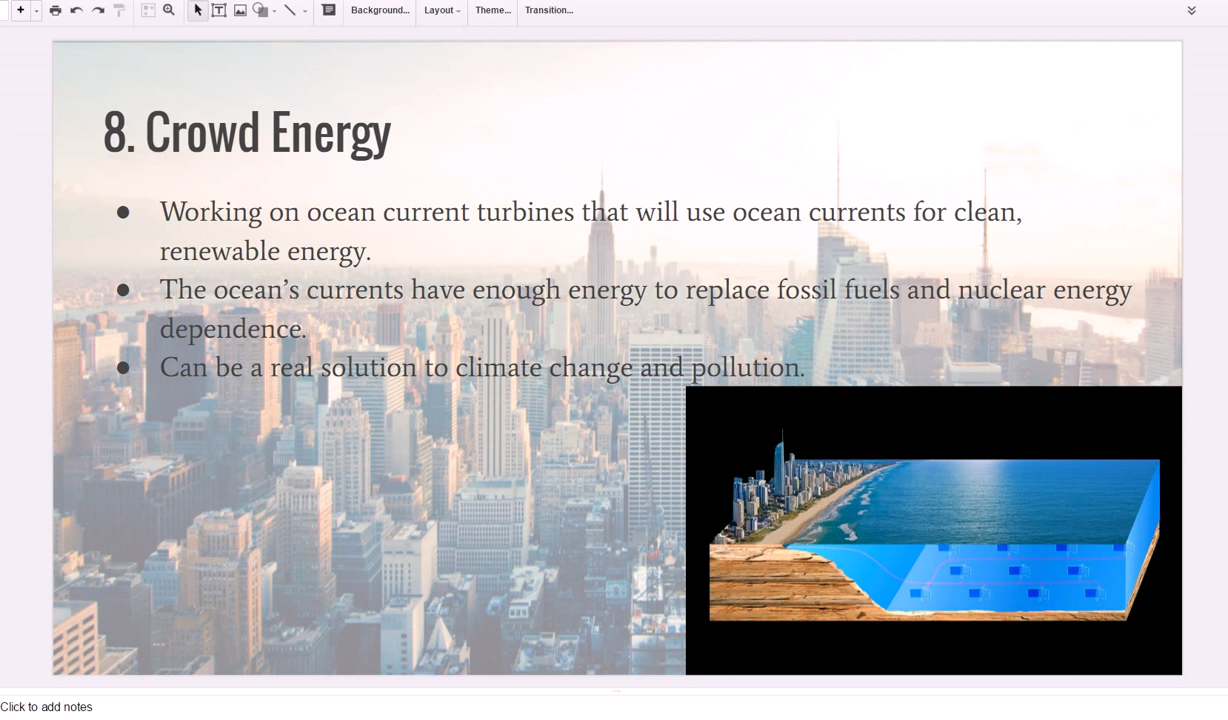 Background... Layout Theme... Transition...
8. Crowd Energy
● Working on ocean current turbines that will use ocean currents for clean,
renewable energy.
● The ocean’s currents have enough energy to replace fossil fuels and nuclear energy
dependence.
● Can be a real solution to climate change and pollution.
Click to add notes